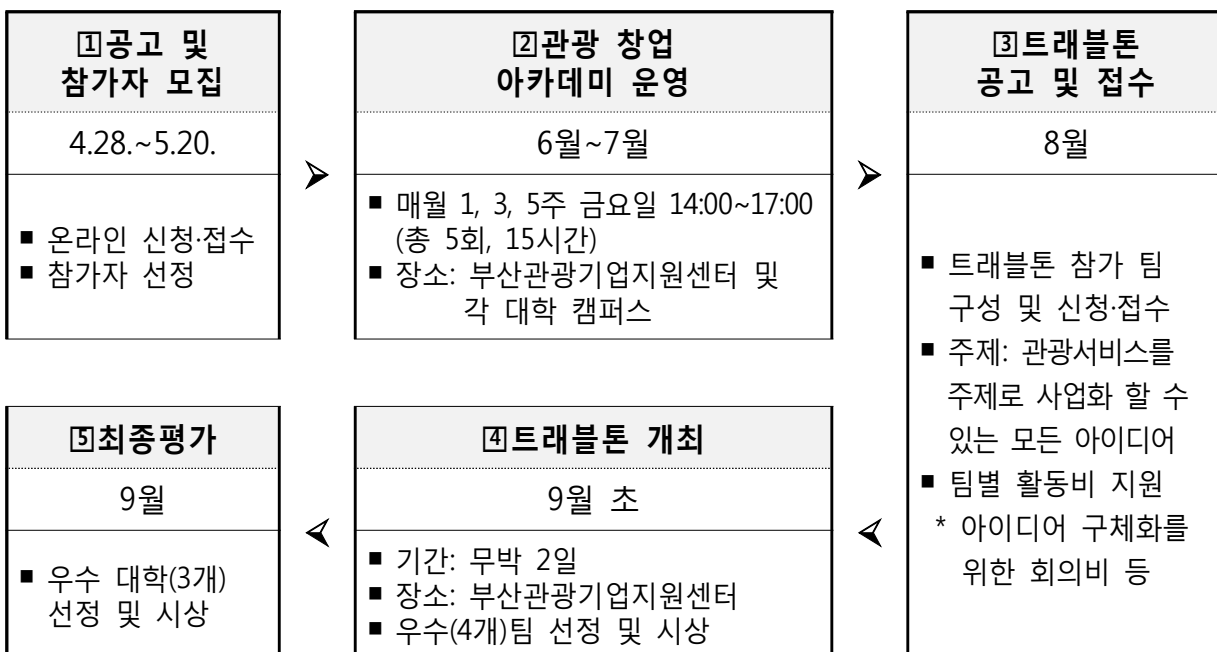 1공고 및
참가자 모집
4.28.~5.20.
■ 온라인 신청·접수
■ 참가자 선정
➢
2관광 창업
아카데미 운영
6월~7월
■ 매월 1, 3, 5주 금요일 14:00~17:00
(총 5회, 15시간)
■ 장소: 부산관광기업지원센터 및
각 대학 캠퍼스
➢
3트래블톤
공고 및 접수
8월
■ 트래블톤 참가 팀
구성 및 신청·접수
■ 주제: 관광서비스를
주제로 사업화 할 수
있는 모든 아이디어
■ 팀별 활동비 지원
* 아이디어 구체화를
위한 회의비 등
4트래블톤 개최
9월 초
■ 기간: 무박 2일
■ 장소: 부산관광기업지원센터
■ 우수(4개)팀 선정 및 시상
5최종평가
9월
■ 우수 대학(3개)
선정 및 시상